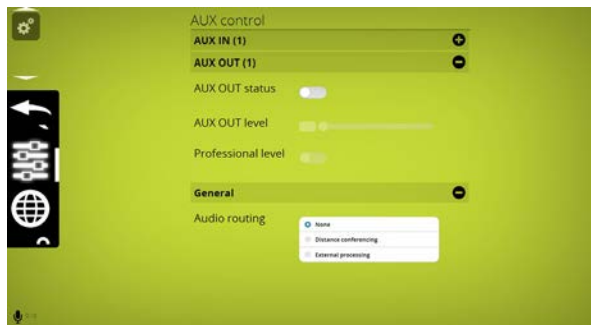 AUX control
AUX IN (1)
AUX OUT (1)
AUX OUT status
AUX OUT level
Professional level
General
Audio routing
None
Distance conferencing
External processing